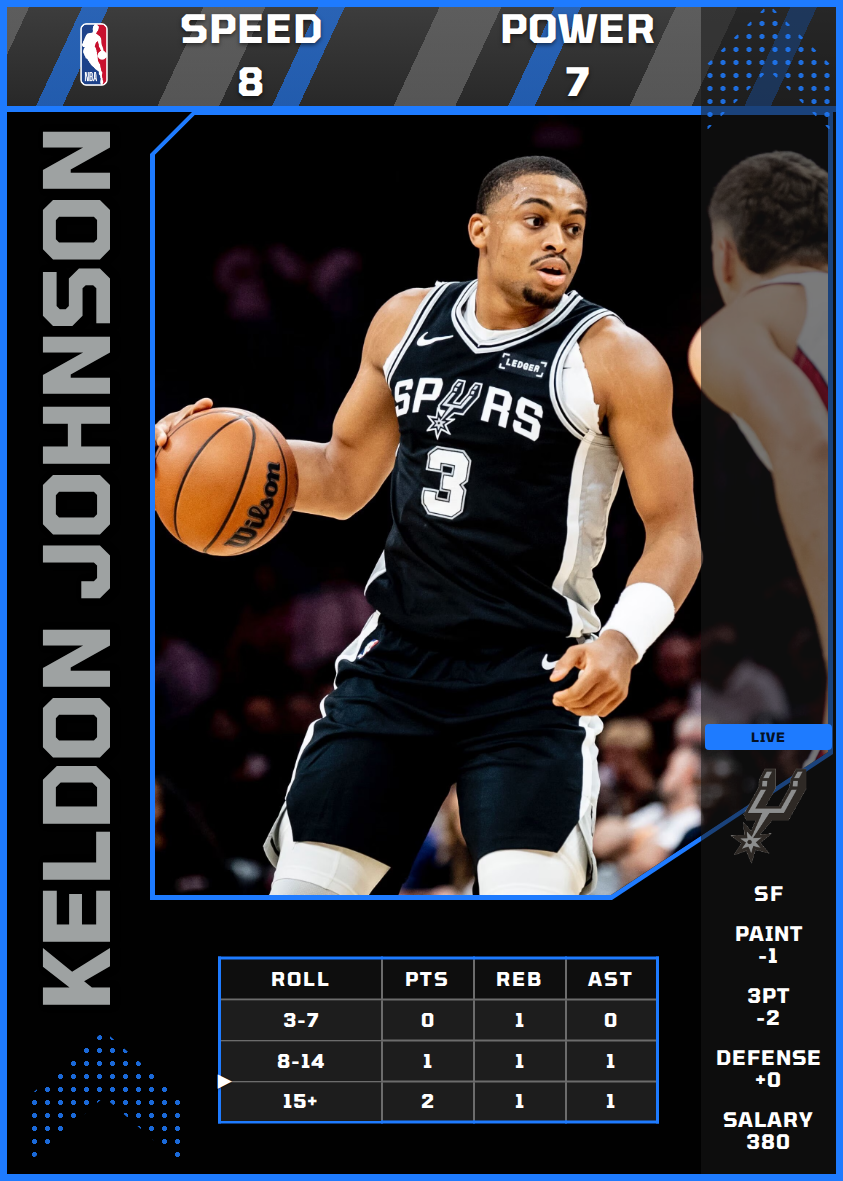 SPEED
8
POWER
7
NBA
KELDON JOHNSON
LEDGER
SPURS
3
Wilson
LIVE
SF
PAINT
-1
3PT
-2
DEFENSE
+0
SALARY
380
ROLL PTS REB AST
3-7 0 1 0
8-14 1 1 1
15+ 2 1 1